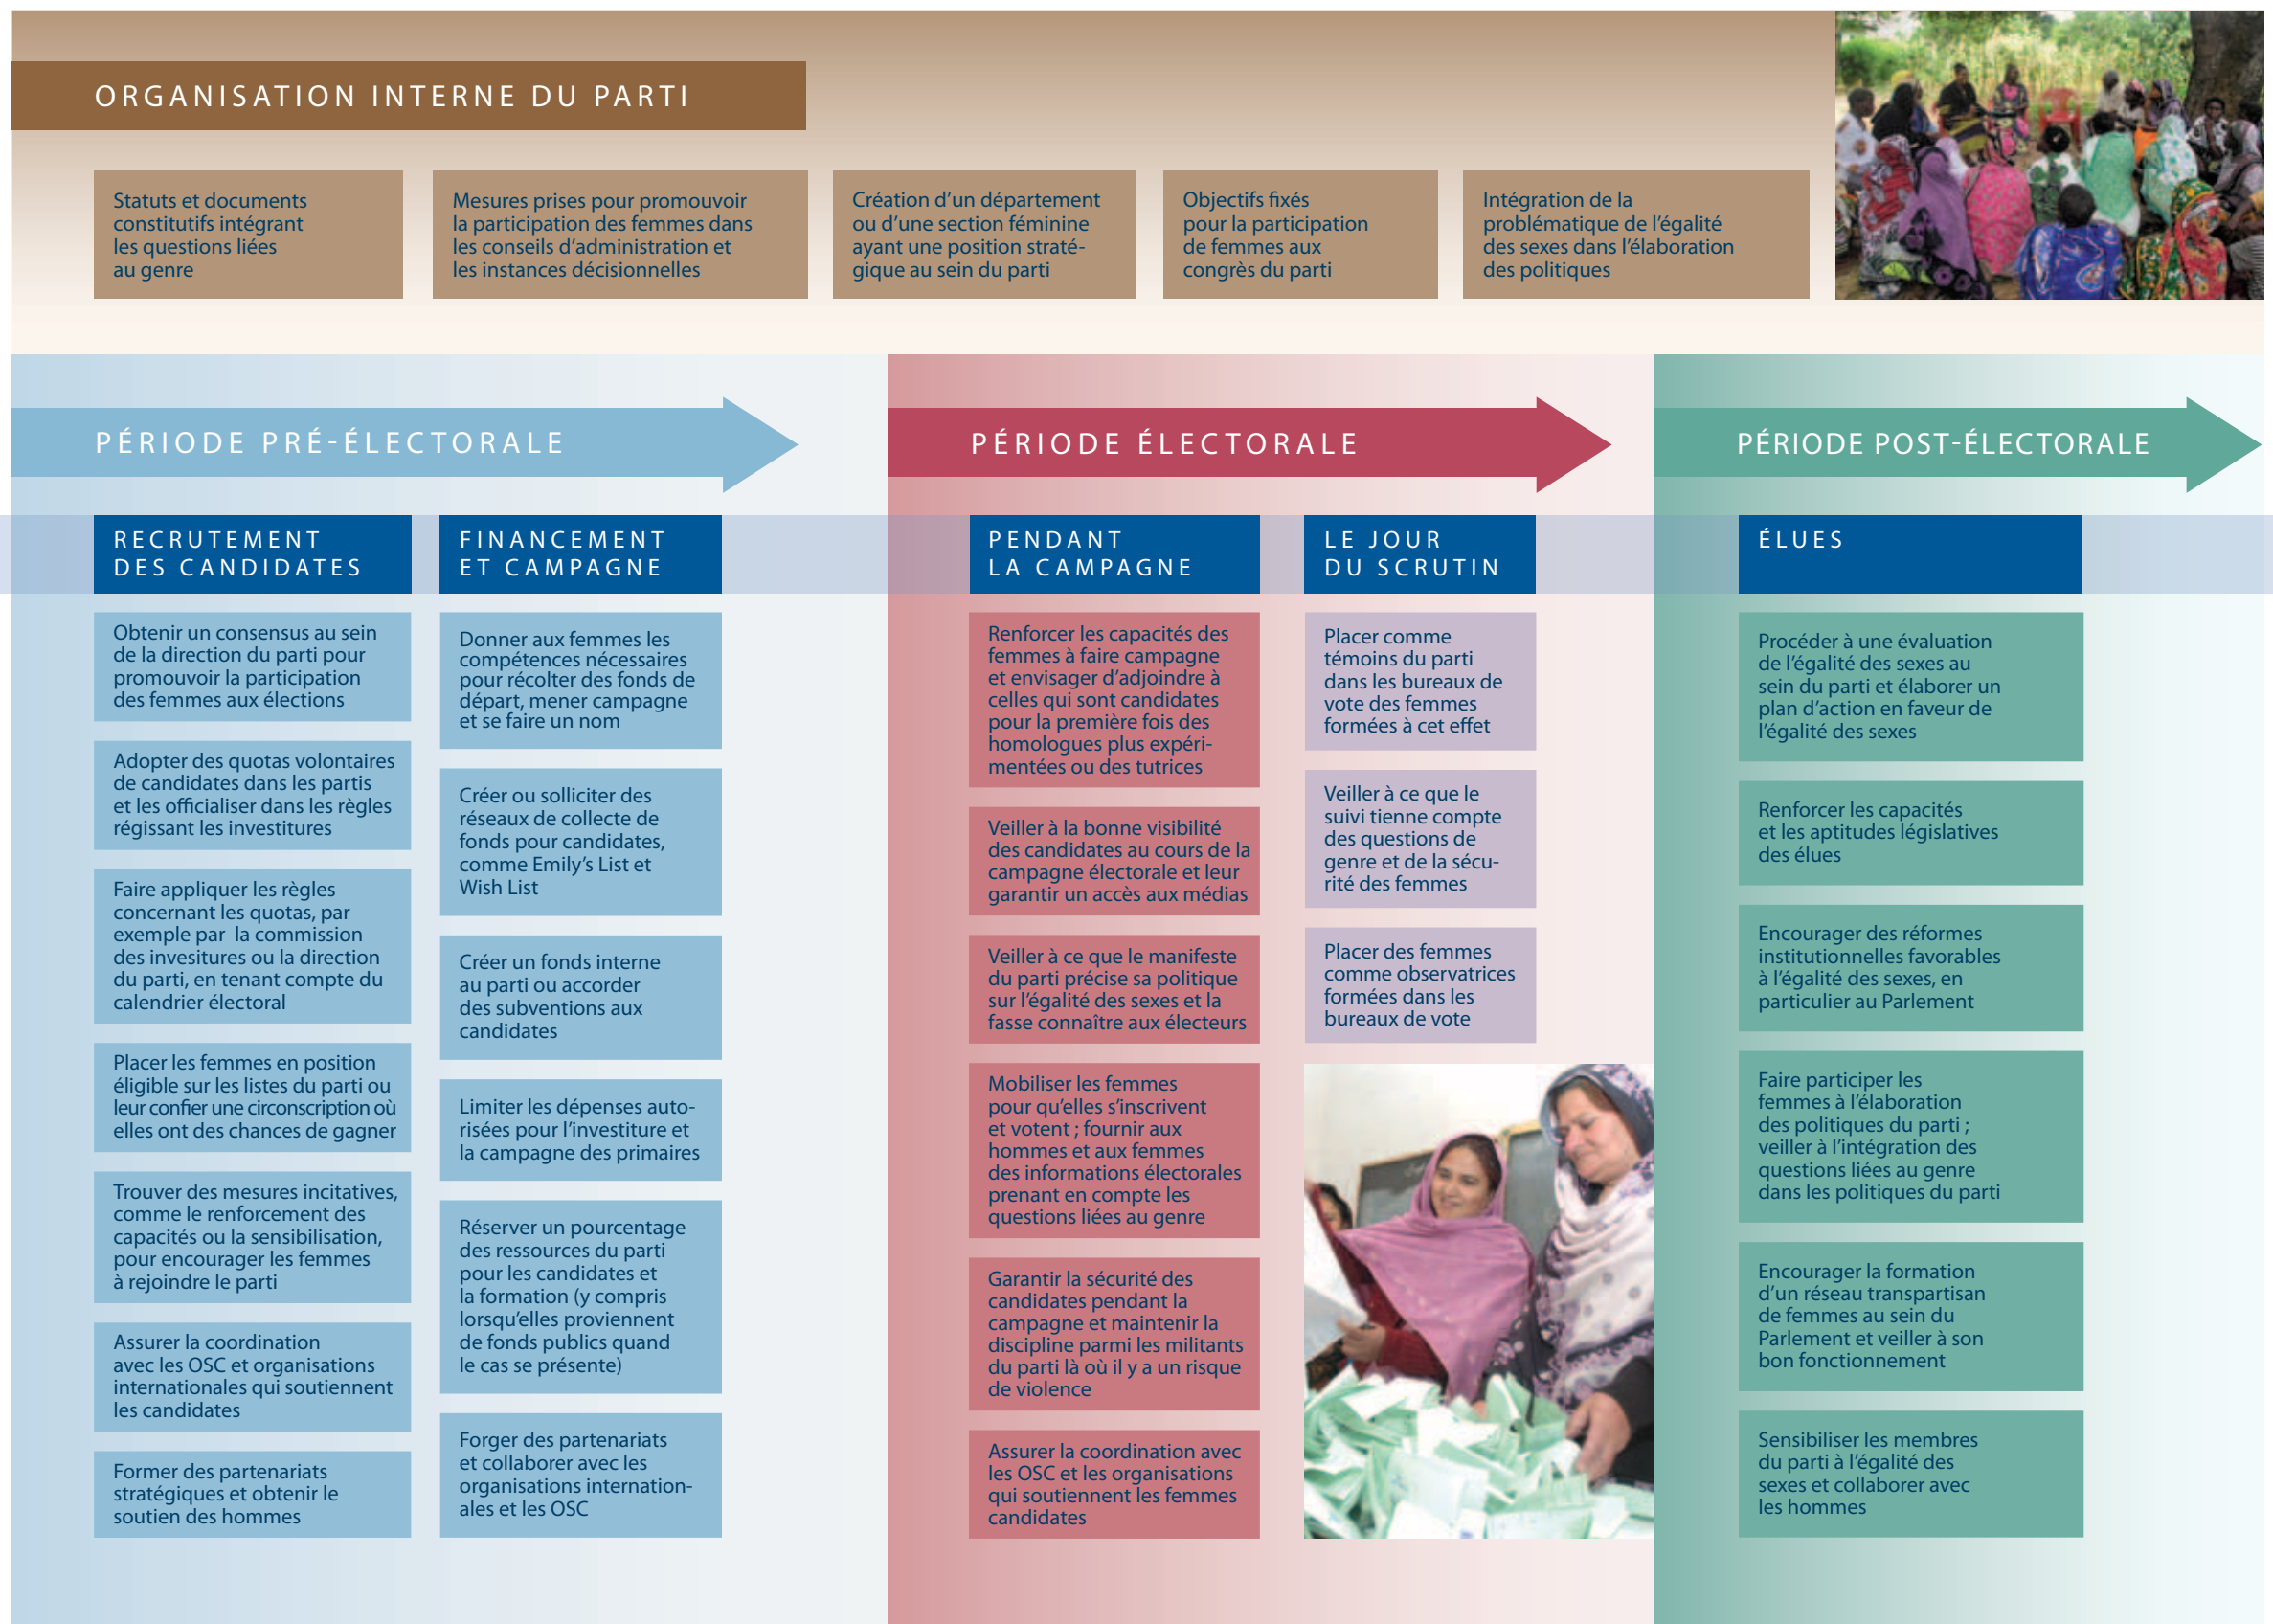 ORGANISATION INTERNE DU PARTI
Statuts et documents
constitutifs intégrant
les questions liées
au genre
Mesures prises pour promouvoir
la participation des femmes dans
les conseils d’administration et
les instances décisionnelles
Création d’un département
ou d’une section féminine
ayant une position straté-
gique au sein du parti
Objectifs fixés
pour la participation
de femmes aux
congrès du parti
Intégration de la
problématique de l’égalité
des sexes dans l’élaboration
des politiques
PÉRIODE PRÉ-ÉLECTORALE
RECRUTEMENT
DES CANDIDATES
Obtenir un consensus au sein
de la direction du parti pour
promouvoir la participation
des femmes aux élections
Adopter des quotas volontaires
de candidates dans les partis
et les officialiser dans les règles
régissant les investitures
Faire appliquer les règles
concernant les quotas, par
exemple par la commission
des invesitures ou la direction
du parti, en tenant compte du
calendrier électoral
Placer les femmes en position
éligible sur les listes du parti ou
leur confier une circonscription où
elles ont des chances de gagner
Trouver des mesures incitatives,
comme le renforcement des
capacités ou la sensibilisation,
pour encourager les femmes
à rejoindre le parti
Assurer la coordination
avec les OSC et organisations
internationales qui soutiennent
les candidates
Former des partenariats
stratégiques et obtenir le
soutien des hommes
FINANCEMENT
ET CAMPAGNE
Donner aux femmes les
compétences nécessaires
pour récolter des fonds de
départ, mener campagne
et se faire un nom
Créer ou solliciter des
réseaux de collecte de
fonds pour candidates,
comme Emily’s List et
Wish List
Créer un fonds interne
au parti ou accorder
des subventions aux
candidates
Limiter les dépenses auto-
risées pour l’investiture et
la campagne des primaires
Réserver un pourcentage
des ressources du parti
pour les candidates et
la formation (y compris
lorsqu’elles proviennent
de fonds publics quand
le cas se présente)
Forger des partenariats
et collaborer avec les
organisations internation-
ales et les OSC
PÉRIODE ÉLECTORALE
PENDANT
LA CAMPAGNE
Renforcer les capacités des
femmes à faire campagne
et envisager d’adjoindre à
celles qui sont candidates
pour la première fois des
homologues plus expéri-
mentées ou des tutrices
Veiller à la bonne visibilité
des candidates au cours de la
campagne électorale et leur
garantir un accès aux médias
Veiller à ce que le manifeste
du parti précise sa politique
sur l’égalité des sexes et la
fasse connaître aux électeurs
Mobiliser les femmes
pour qu’elles s’inscrivent
et votent ; fournir aux
hommes et aux femmes
des informations électorales
prenant en compte les
questions liées au genre
Garantir la sécurité des
candidates pendant la
campagne et maintenir la
discipline parmi les militants
du parti là où il y a un risque
de violence
Assurer la coordination avec
les OSC et les organisations
qui soutiennent les femmes
candidates
LE JOUR
DU SCRUTIN
Placer comme
témoins du parti
dans les bureaux de
vote des femmes
formées à cet effet
Veiller à ce que le
suivi tienne compte
des questions de
genre et de la sécu-
rité des femmes
Placer des femmes
comme observatrices
formées dans les
bureaux de vote
PÉRIODE POST-ÉLECTORALE
ÉLUES
Procéder à une évaluation
de l’égalité des sexes au
sein du parti et élaborer un
plan d’action en faveur de
l’égalité des sexes
Renforcer les capacités
et les aptitudes législatives
des élues
Encourager des réformes
institutionnelles favorables
à l’égalité des sexes, en
particulier au Parlement
Faire participer les
femmes à l’élaboration
des politiques du parti ;
veiller à l’intégration des
questions liées au genre
dans les politiques du parti
Encourager la formation
d’un réseau transpartisan
de femmes au sein du
Parlement et veiller à son
bon fonctionnement
Sensibiliser les membres
du parti à l’égalité des
sexes et collaborer avec
les hommes